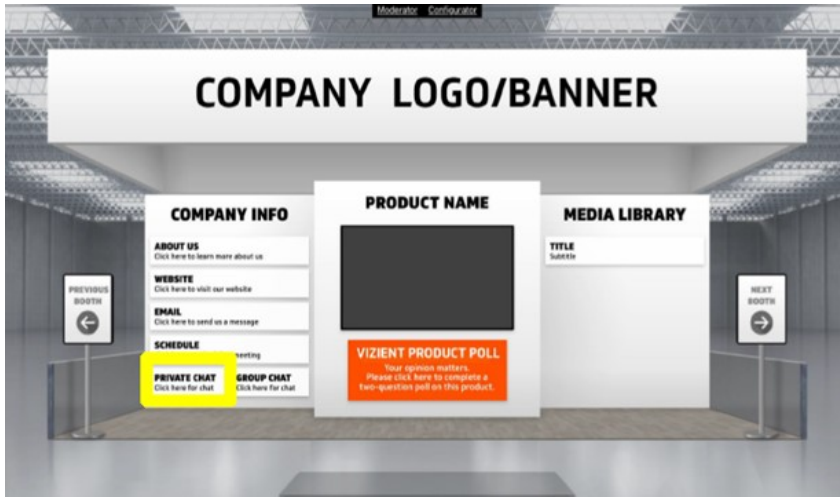 Moderator Configurator
COMPANY LOGO/BANNER
COMPANY INFO
ABOUT US
Click here to learn more about us
WEBSITE
Click here to visit our website
EMAIL
Click here to send us a message
SCHEDULE
meeting
PRIVATE CHAT
Click here for chat
GROUP CHAT
Click here for chat
PRODUCT NAME
VIZIENT PRODUCT POLL
Your opinion matters.
Please click here to complete a
two-question poll on this product.
MEDIA LIBRARY
TITLE
Subtitle
PREVIOUS
BOOTH
NEXT
BOOTH